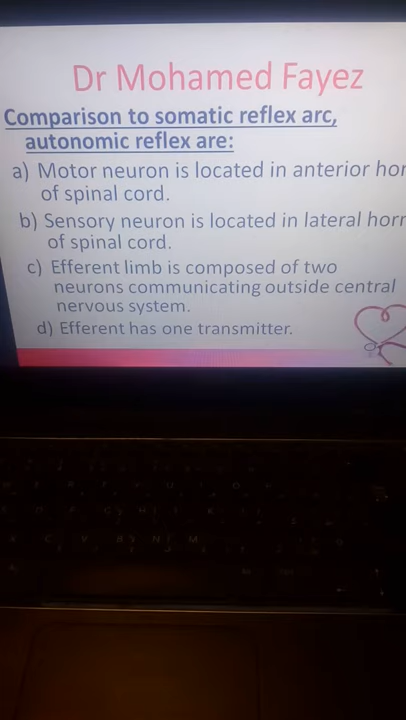 Dr Mohamed Fayez
Comparison to somatic reflex arc,
autonomic reflex are:
a) Motor neuron is located in anterior hor
of spinal cord.
b) Sensory neuron is located in lateral horr
of spinal cord.
c) Efferent limb is composed of two
neurons communicating outside central
nervous system.
d) Efferent has one transmitter.